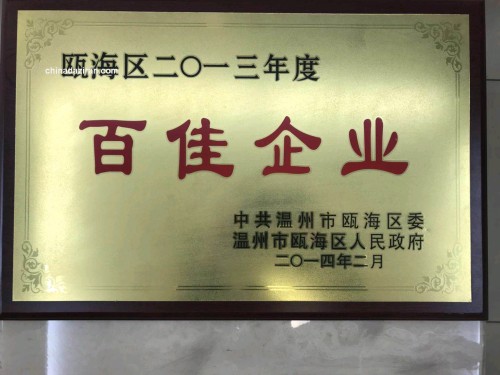 瓯海区二〇一三年度
百佳企业
中共温州市瓯海区委
温州市瓯海区人民政府
二〇一四年二月